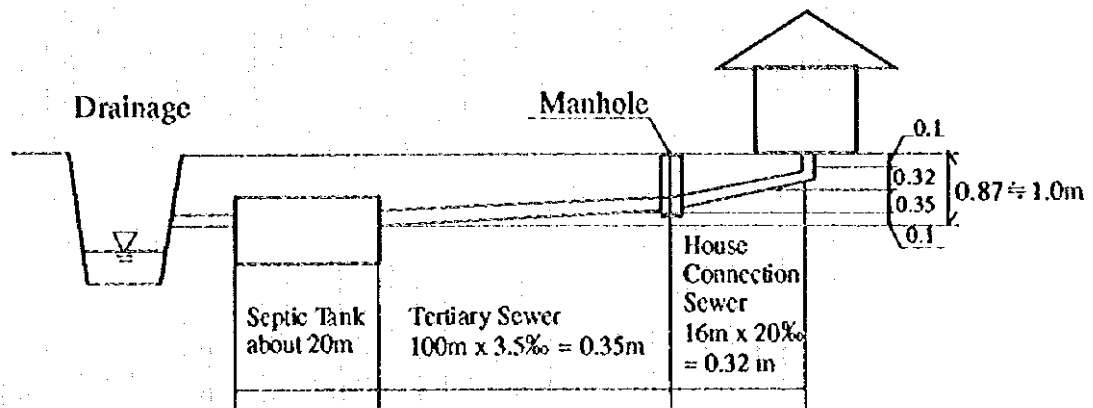 Drainage
Manhole
0.1
0.32
0.35
0.1
0.87≒1.0m
Septic Tank
about 20m
Tertiary Sewer
100m x 3.5‰ = 0.35m
House
Connection
Sewer
16m x 20‰
= 0.32 m